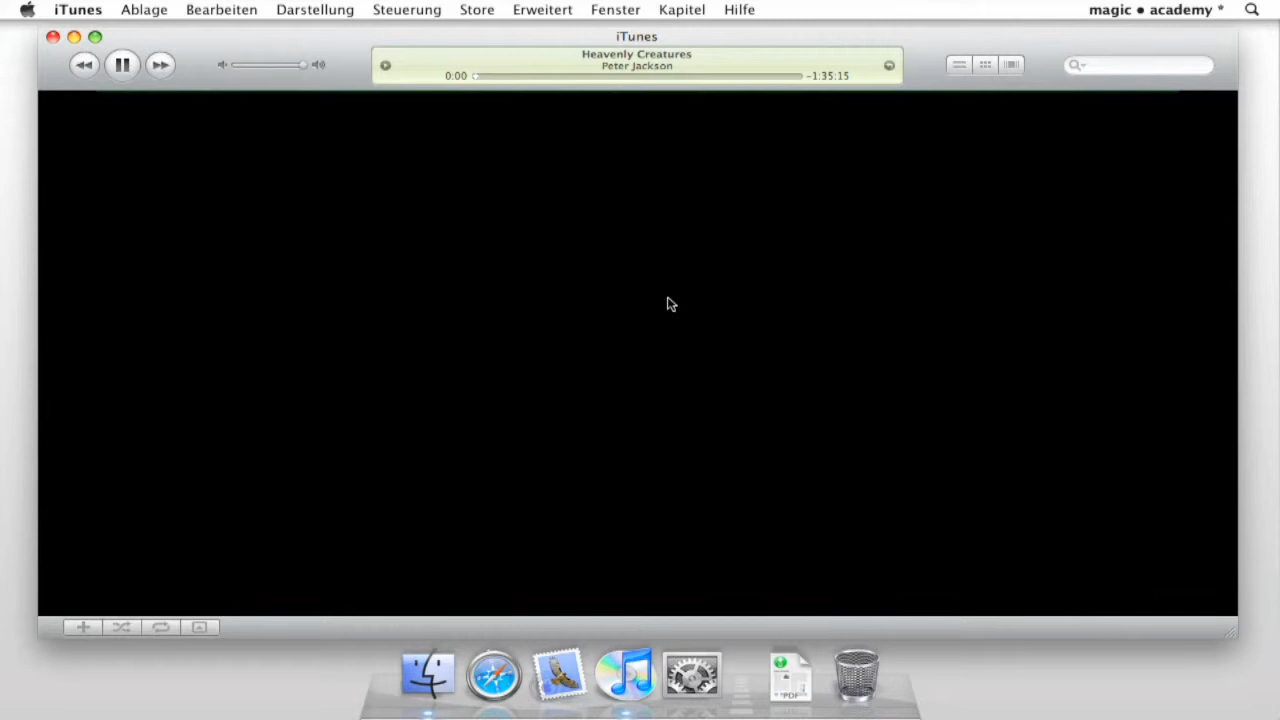 iTunes Ablage Bearbeiten Darstellung Steuerung Store Erweitert Fenster Kapitel Hilfe magic • academy *
iTunes
Heavenly Creatures
Peter Jackson
0:00 -1:35:15
PDF